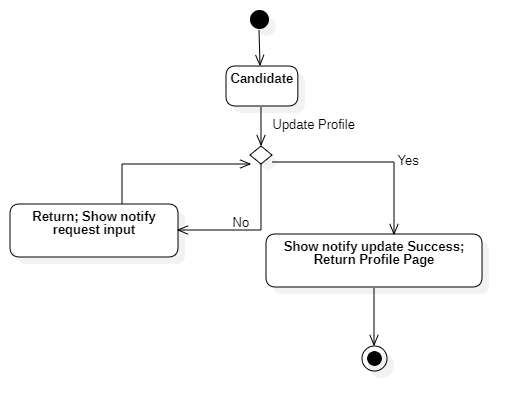 Candidate
Update Profile
Yes
Return; Show notify
request input
No
Show notify update Success;
Return Profile Page